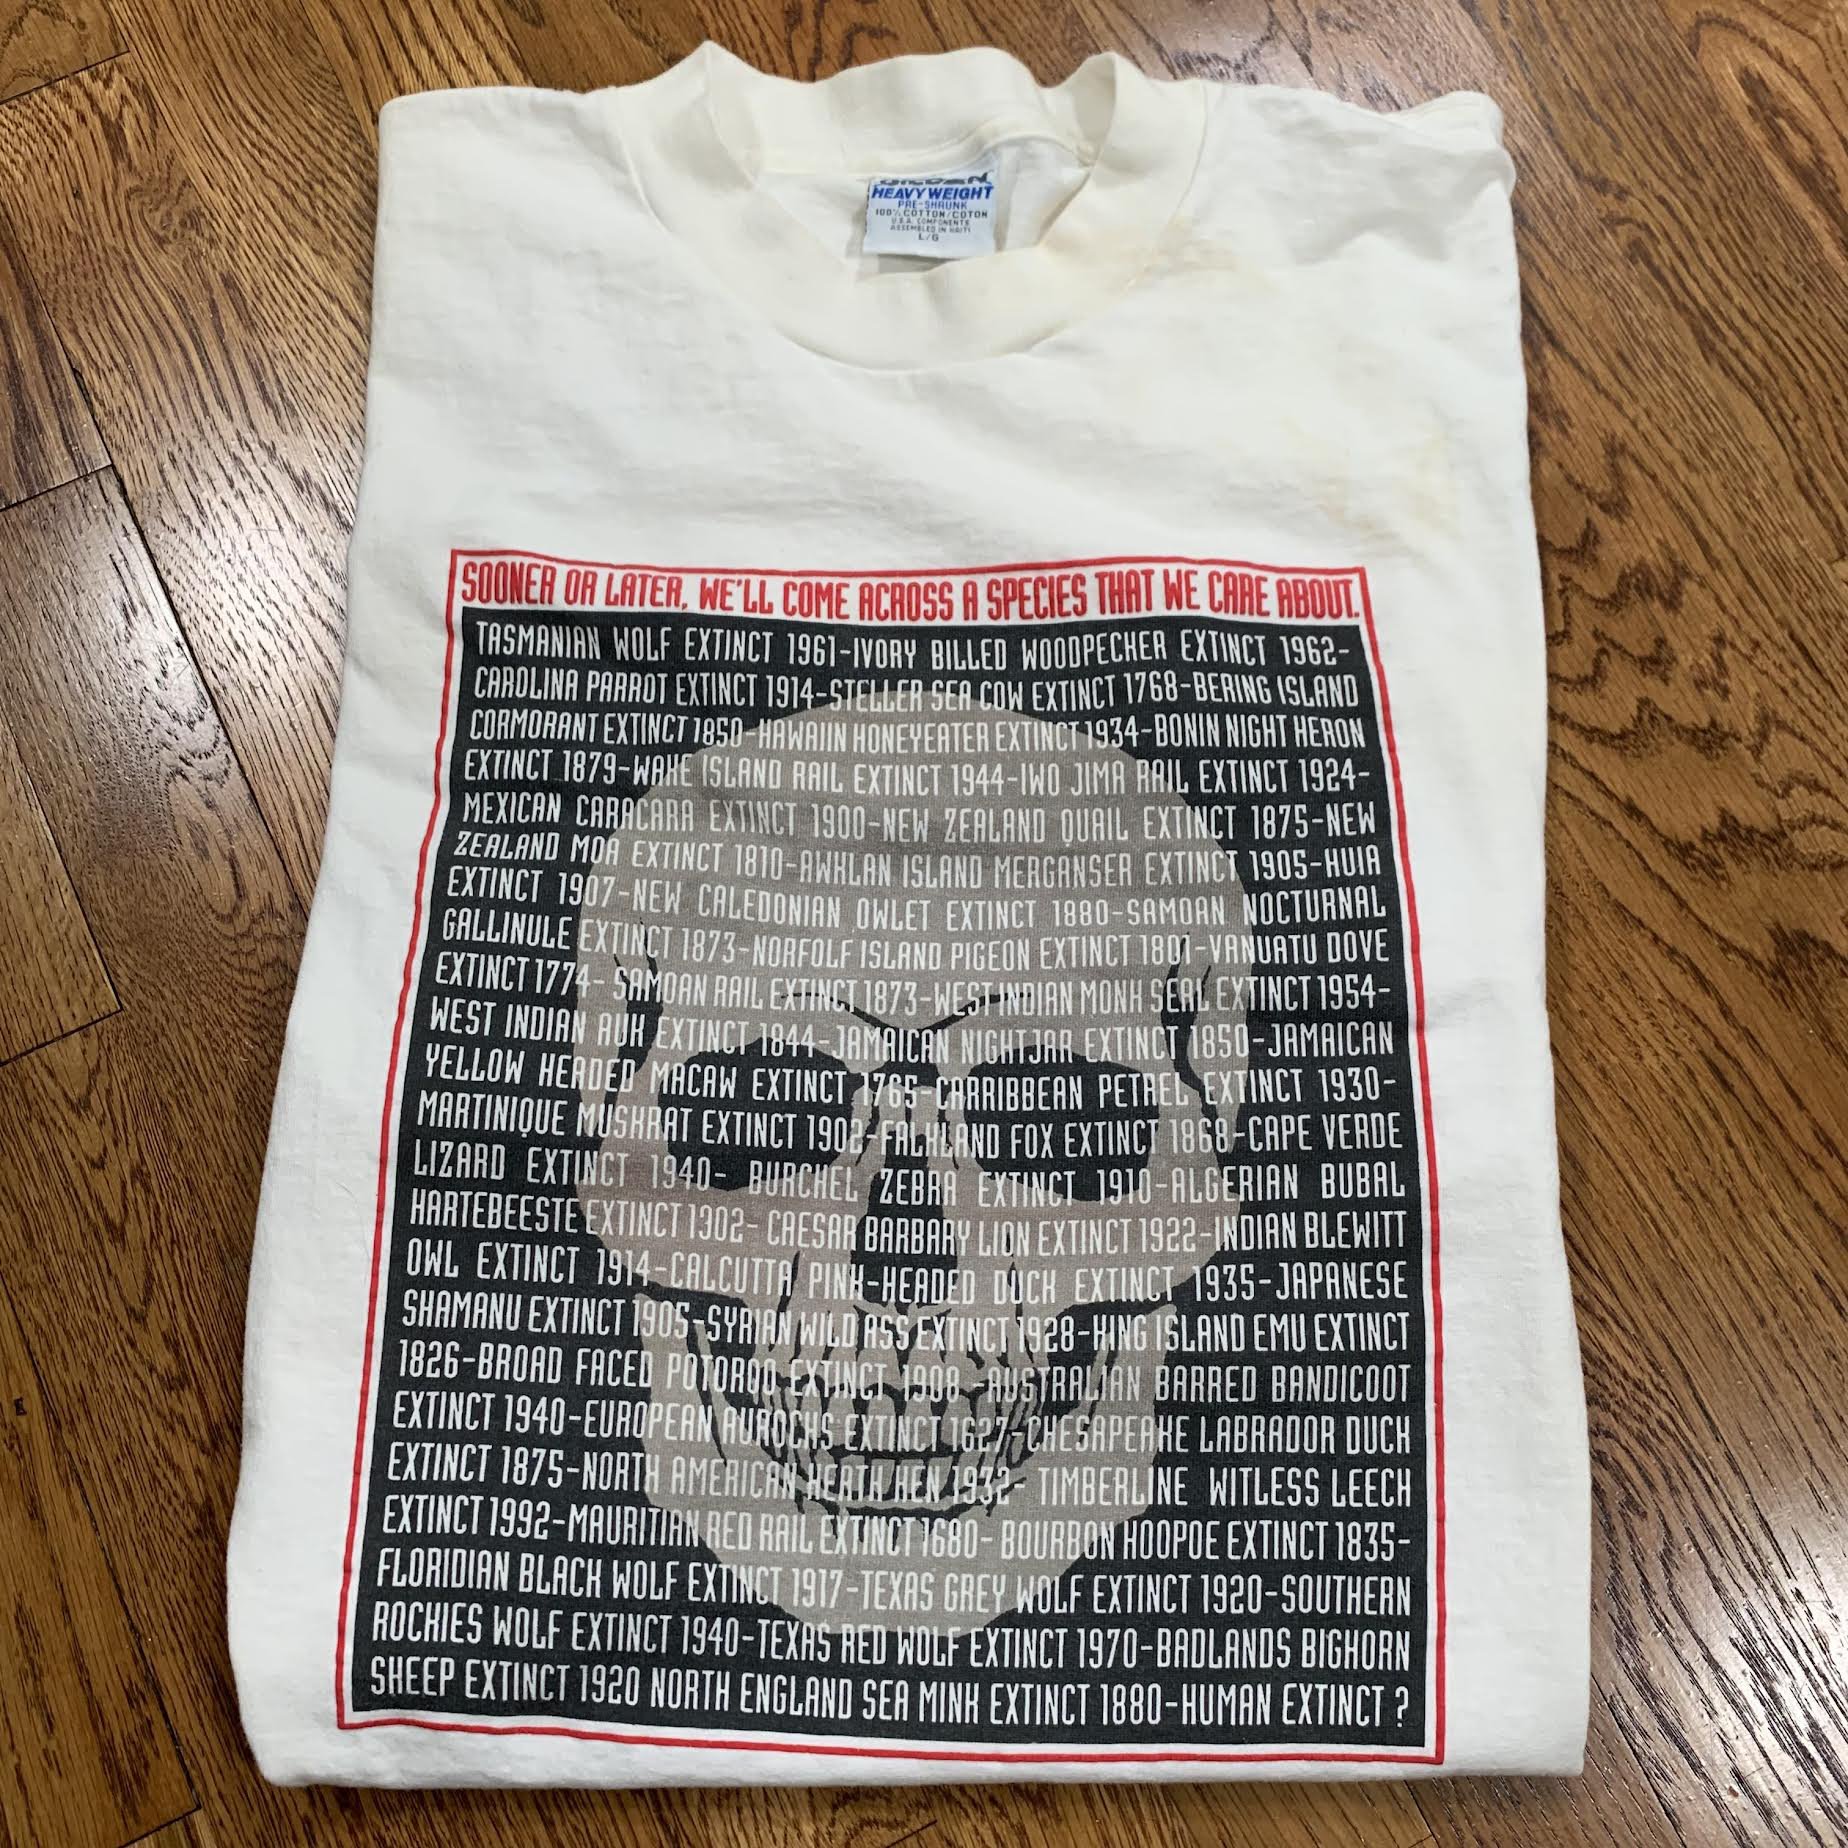 HEAVY WEIGHT
PRE-SHRUNK
100% COTTON/COTON
U.S.A. COMPONENTS
ASSEMBLED IN HAITI
L/G
SOONER OR LATER, WE'LL COME ACROSS A SPECIES THAT WE CARE ABOUT.
TASMANIAN WOLF EXTINCT 1961-IVORY BILLED WOODPECKER EXTINCT 1962-
CAROLINA PARROT EXTINCT 1914-STELLER SEA COW EXTINCT 1768-BERING ISLAND
CORMORANT EXTINCT 1850-HAWAIIN HONEYEATER EXTINCT 1934-BONIN NIGHT HERON
EXTINCT 1879-WAKE ISLAND RAIL EXTINCT 1944-IWO JIMA RAIL EXTINCT 1924-
MEXICAN CARACARA EXTINCT 1900-NEW ZEALAND QUAIL EXTINCT 1875-NEW
ZEALAND MOA EXTINCT 1810-AWKLAN ISLAND MERGANSER EXTINCT 1905-HUIA
EXTINCT 1907-NEW CALEDONIAN OWLET EXTINCT 1880-SAMOAN NOCTURNAL
GALLINULE EXTINCT 1873-NORFOLF ISLAND PIGEON EXTINCT 1801-VANUATU DOVE
EXTINCT 1774- SAMOAN RAIL EXTINCT 1873-WEST INDIAN MONK SEAL EXTINCT 1954-
WEST INDIAN AUK EXTINCT 1844-JAMAICAN NIGHTJAR EXTINCT 1850-JAMAICAN
YELLOW HEADED MACAW EXTINCT 1765-CARRIBBEAN PETREL EXTINCT 1930-
MARTINIQUE MUSKRAT EXTINCT 1902-FALKLAND FOX EXTINCT 1868-CAPE VERDE
LIZARD EXTINCT 1940- BURCHEL ZEBRA EXTINCT 1910-ALGERIAN BUBAL
HARTEBEESTE EXTINCT 1902- CAESAR BARBARY LION EXTINCT 1922-INDIAN BLEWITT
OWL EXTINCT 1914-CALCUTTA PINK-HEADED DUCK EXTINCT 1935-JAPANESE
SHAMANU EXTINCT 1905-SYRIAN WILD ASS EXTINCT 1928-KING ISLAND EMU EXTINCT
1826-BROAD FACED POTOROO EXTINCT 1908-AUSTRALIAN BARRED BANDICOOT
EXTINCT 1940-EUROPEAN AUROCHS EXTINCT 1627-CHESAPEAKE LABRADOR DUCK
EXTINCT 1875-NORTH AMERICAN HEATH HEN 1932- TIMBERLINE WITLESS LEECH
EXTINCT 1992-MAURITIAN RED RAIL EXTINCT 1680- BOURBON HOOPOE EXTINCT 1835-
FLORIDIAN BLACK WOLF EXTINCT 1917-TEXAS GREY WOLF EXTINCT 1920-SOUTHERN
ROCKIES WOLF EXTINCT 1940-TEXAS RED WOLF EXTINCT 1970-BADLANDS BIGHORN
SHEEP EXTINCT 1920 NORTH ENGLAND SEA MINK EXTINCT 1880-HUMAN EXTINCT ?